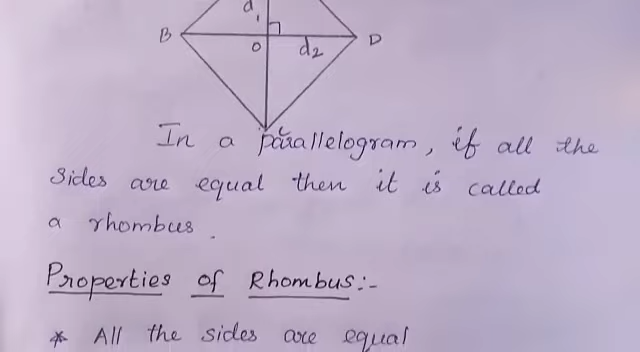 d1
B
O
d2
D
C
In a parallelogram, if all the
sides are equal then it is called
a rhombus.
Properties of Rhombus:-
* All the sides are equal